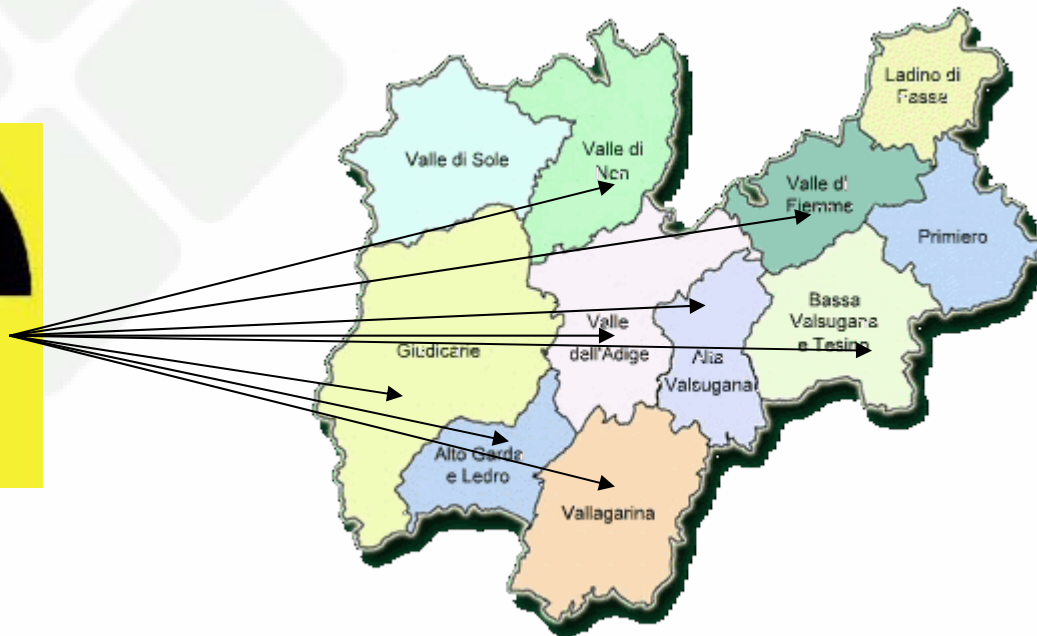 Ladino di
Fassa
Valle di Sole
Valle di
Non
Valle di
Fiemme
Primiero
Bassa
Valsugana
e Tesino
Valle
dell'Adige
Giudicarie
Alta
Valsugana
Alto Garda
e Ledro
Vallagarina